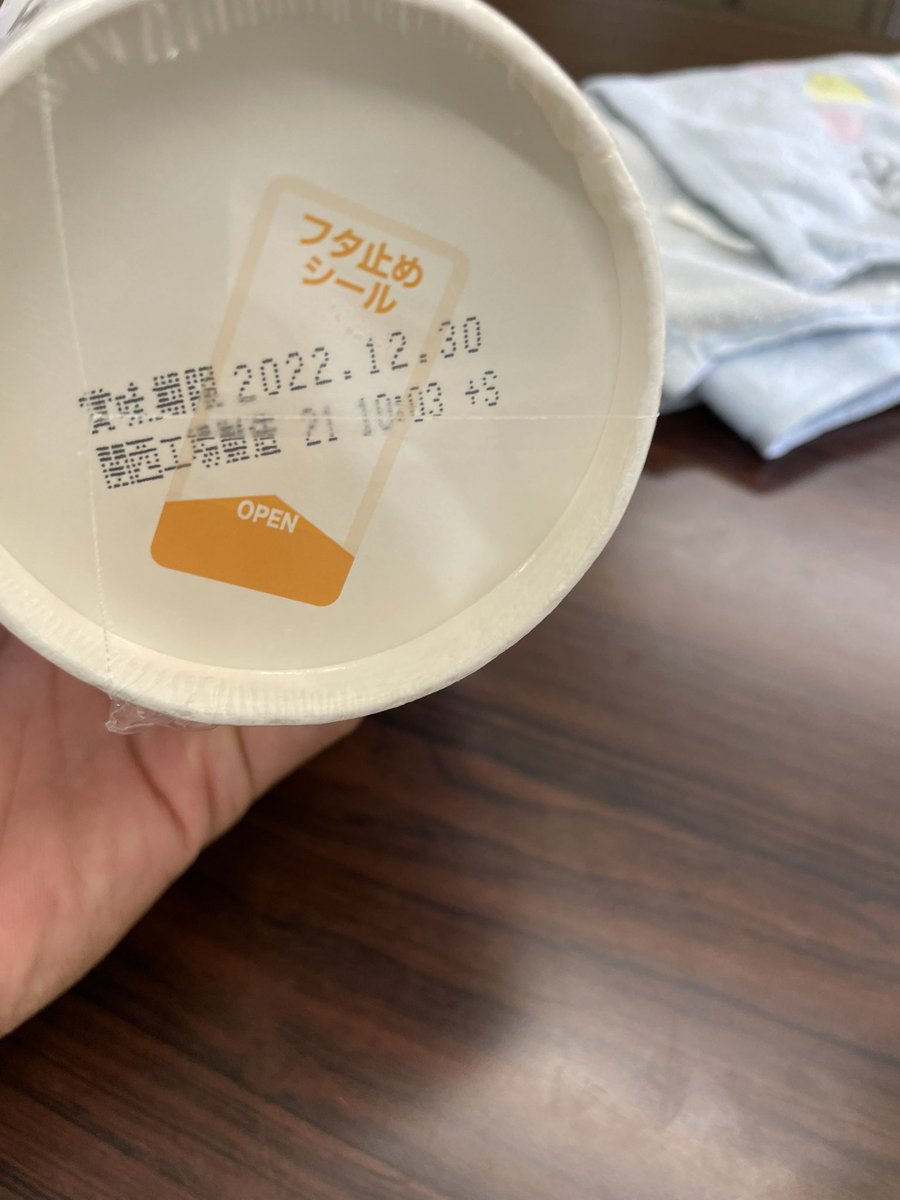 フタ止め
シール
賞味期限 2022.12.30
関西工場製造 21 10:03 +S
OPEN